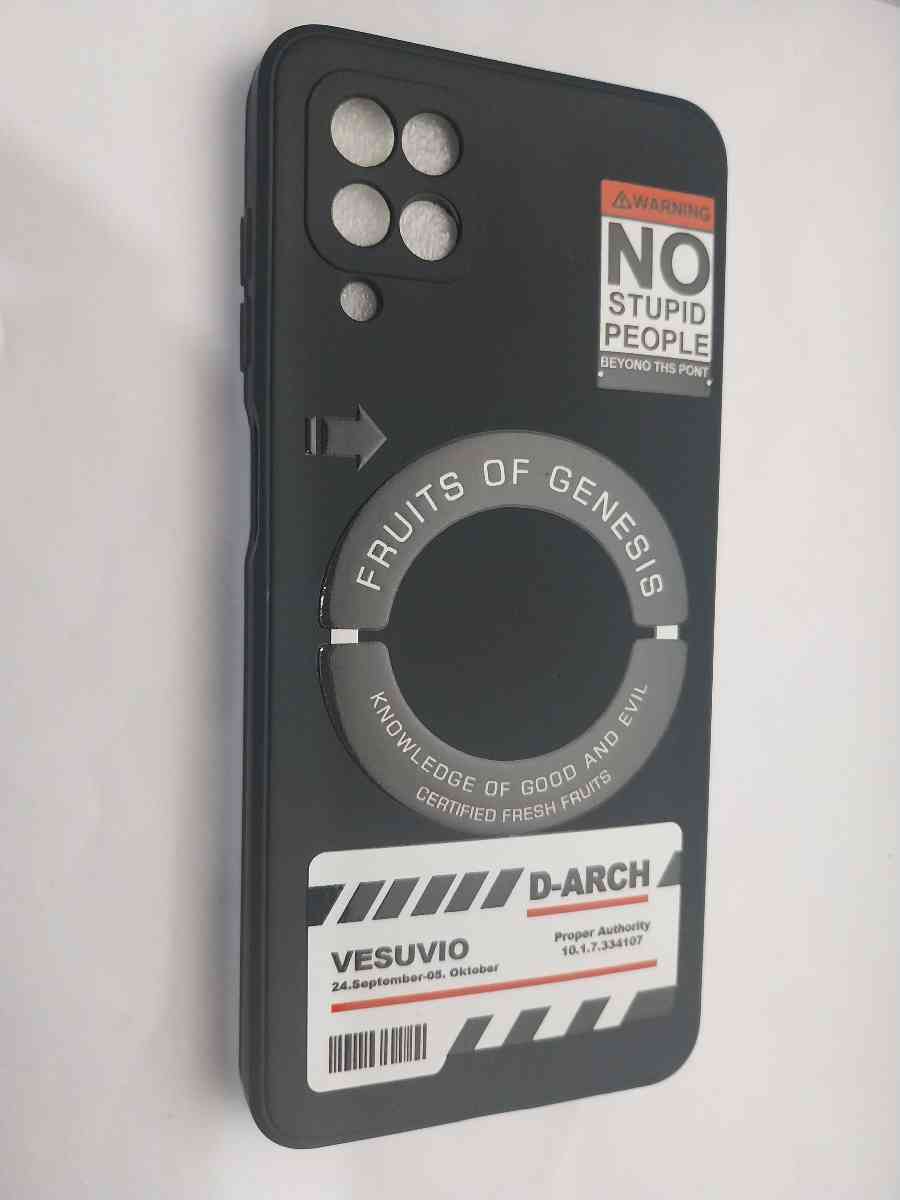 WARNING
NO
STUPID
PEOPLE
BEYONO THS PONT
FRUITS OF GENESIS
KNOWLEDGE OF GOOD AND EVIL
CERTIFIED FRESH FRUITS
D-ARCH
Proper Authority
10.1.7.334107
VESUVIO
24.September-05. Oktober